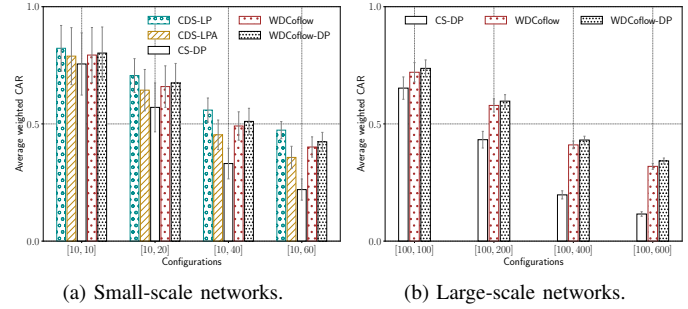 1.0
0.5
0.0
Average weighted CAR
CDS-LP
CDS-LPA
CS-DP
WDCoflow
WDCoflow-DP
[10, 10]
[10, 20]
[10, 40]
[10, 60]
Configurations
(a) Small-scale networks.
1.0
0.5
0.0
Average weighted CAR
CS-DP
WDCoflow
WDCoflow-DP
[100, 100]
[100, 200]
[100, 400]
[100, 600]
Configurations
(b) Large-scale networks.